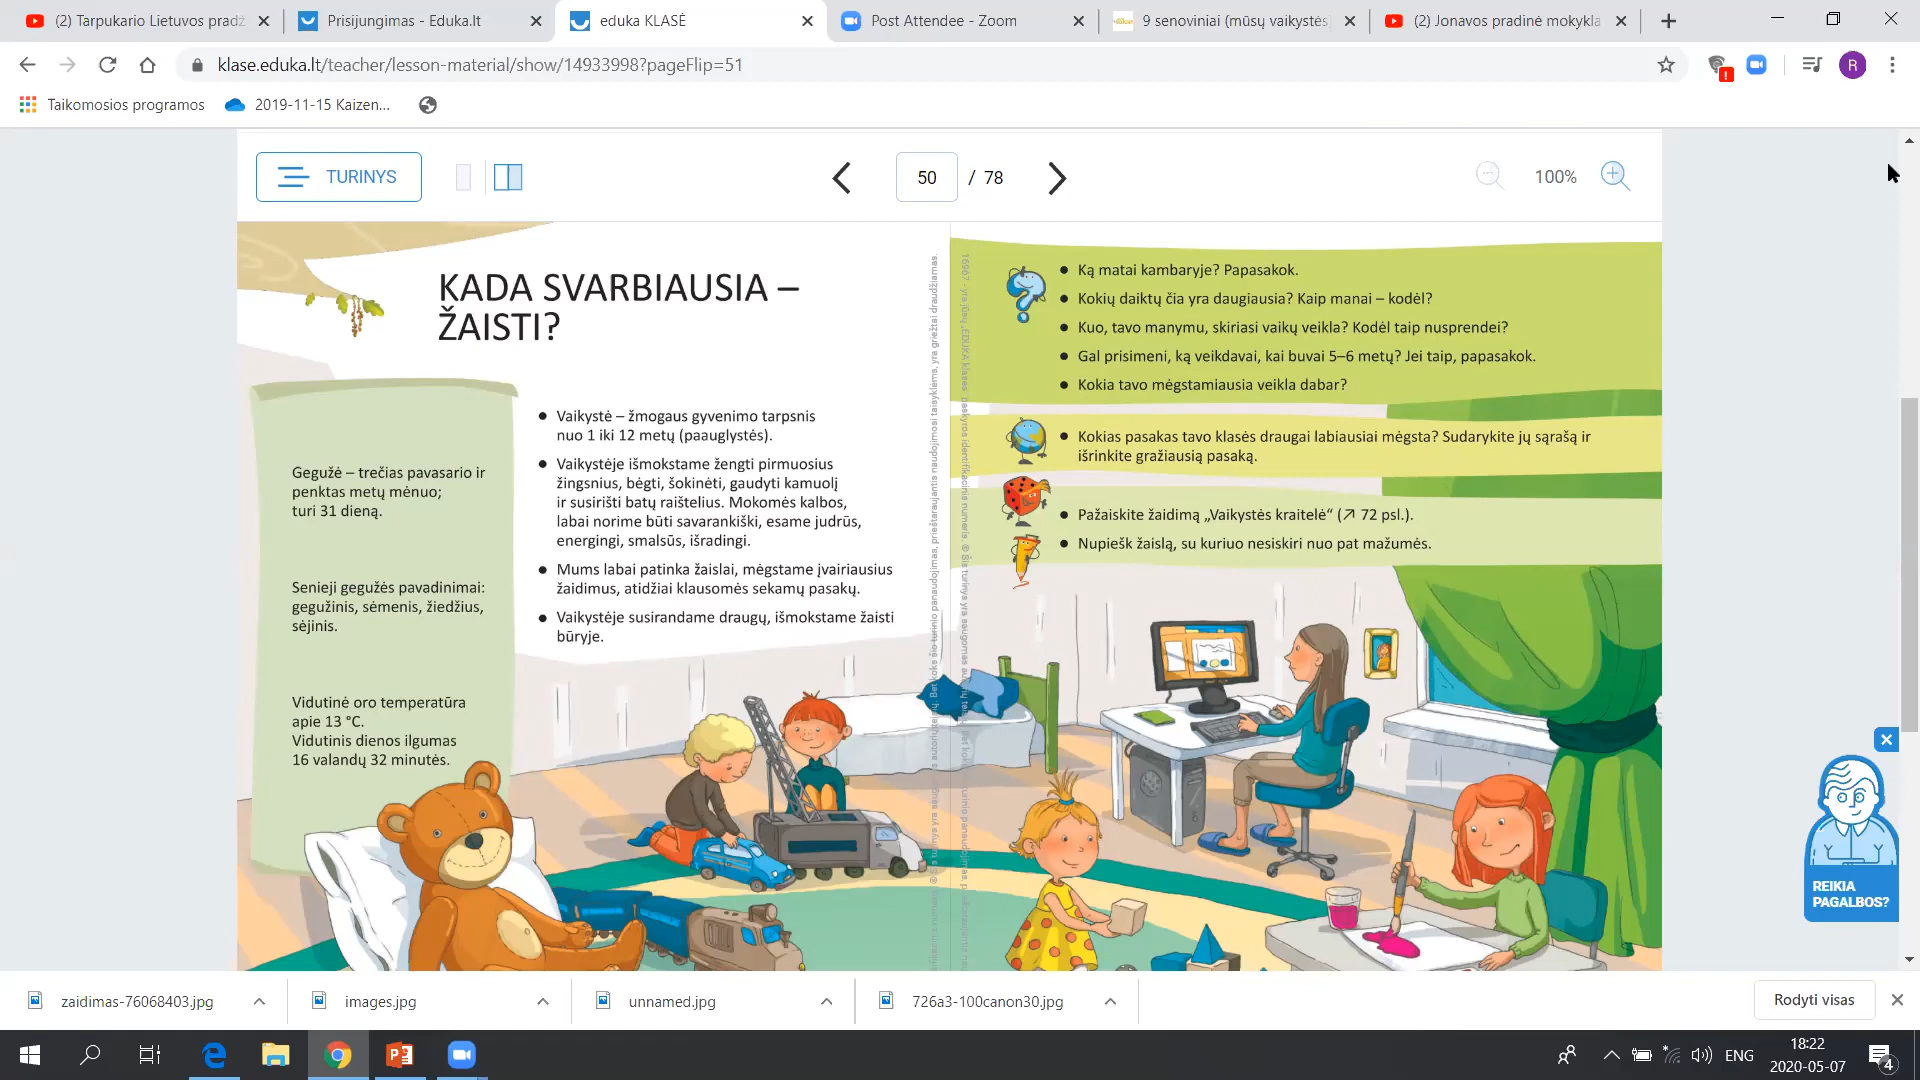 (2) Tarpukario Lietuvos pradž
Prisijungimas - Eduka.lt
eduka KLASĖ
Post Attendee - Zoom
9 senoviniai (mūsų vaikystės
(2) Jonavos pradinė mokykla
klase.eduka.lt/teacher/lesson-material/show/14933998?pageFlip=51
R
Taikomosios programos
2019-11-15 Kaizen...
TURINYS
50 / 78
100%
KADA SVARBIAUSIA –
ŽAISTI?
Gegužė – trečias pavasario ir
penktas metų mėnuo;
turi 31 dieną.
Senieji gegužės pavadinimai:
gegužinis, sėmenis, žiedžius,
sėjinis.
Vidutinė oro temperatūra
apie 13 °C.
Vidutinis dienos ilgumas
16 valandų 32 minutės.
● Vaikystė – žmogaus gyvenimo tarpsnis
nuo 1 iki 12 metų (paauglystės).
● Vaikystėje išmokstame žengti pirmuosius
žingsnius, bėgti, šokinėti, gaudyti kamuolį
ir susirišti batų raištelius. Mokomės kalbos,
labai norime būti savarankiški, esame judrūs,
energingi, smalsūs, išradingi.
● Mums labai patinka žaislai, mėgstame įvairiausius
žaidimus, atidžiai klausomės sekamų pasakų.
● Vaikystėje susirandame draugų, išmokstame žaisti
būryje.
● Ką matai kambaryje? Papasakok.
● Kokių daiktų čia yra daugiausia? Kaip manai – kodėl?
● Kuo, tavo manymu, skiriasi vaikų veikla? Kodėl taip nusprendei?
● Gal prisimeni, ką veikdavai, kai buvai 5–6 metų? Jei taip, papasakok.
● Kokia tavo mėgstamiausia veikla dabar?
● Kokias pasakas tavo klasės draugai labiausiai mėgsta? Sudarykite jų sąrašą ir
išrinkite gražiausią pasaką.
● Pažaiskite žaidimą „Vaikystės kraitelė“ (↗ 72 psl.).
● Nupiešk žaislą, su kuriuo nesiskiri nuo pat mažumės.
REIKIA
PAGALBOS?
zaidimas-76068403.jpg
images.jpg
unnamed.jpg
726a3-100canon30.jpg
Rodyti visas
ENG
18:22
2020-05-07
4